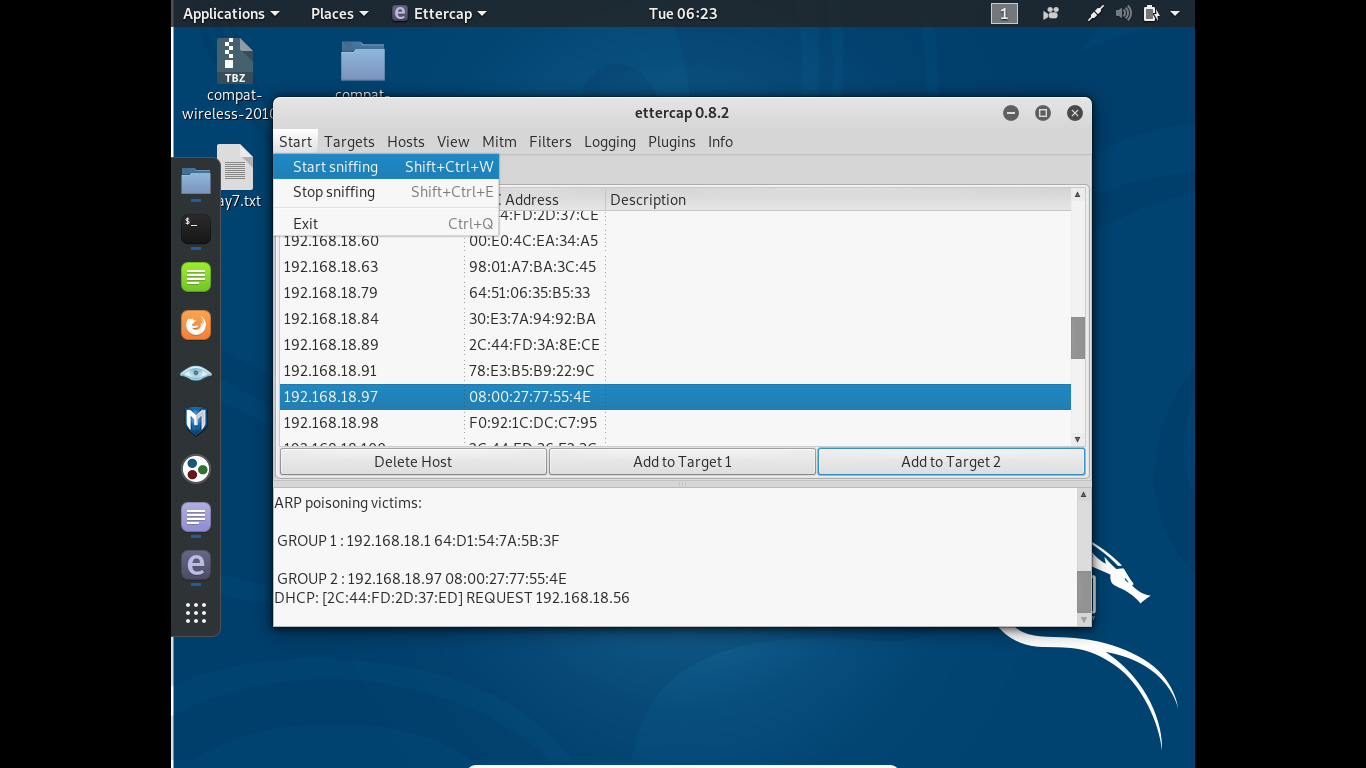 Applications Places Ettercap Tue 06:23 1
TBZ
compat-
wireless-2010
compat-
ay7.txt
ettercap 0.8.2
Start Targets Hosts View Mitm Filters Logging Plugins Info
Start sniffing Shift+Ctrl+W
Stop sniffing Shift+Ctrl+E
Exit Ctrl+Q
Address Description
4:FD:2D:37:CE
192.168.18.60 00:E0:4C:EA:34:A5
192.168.18.63 98:01:A7:BA:3C:45
192.168.18.79 64:51:06:35:B5:33
192.168.18.84 30:E3:7A:94:92:BA
192.168.18.89 2C:44:FD:3A:8E:CE
192.168.18.91 78:E3:B5:B9:22:9C
192.168.18.97 08:00:27:77:55:4E
192.168.18.98 F0:92:1C:DC:C7:95
Delete Host Add to Target 1 Add to Target 2
ARP poisoning victims:
GROUP 1 : 192.168.18.1 64:D1:54:7A:5B:3F
GROUP 2 : 192.168.18.97 08:00:27:77:55:4E
DHCP: [2C:44:FD:2D:37:ED] REQUEST 192.168.18.56